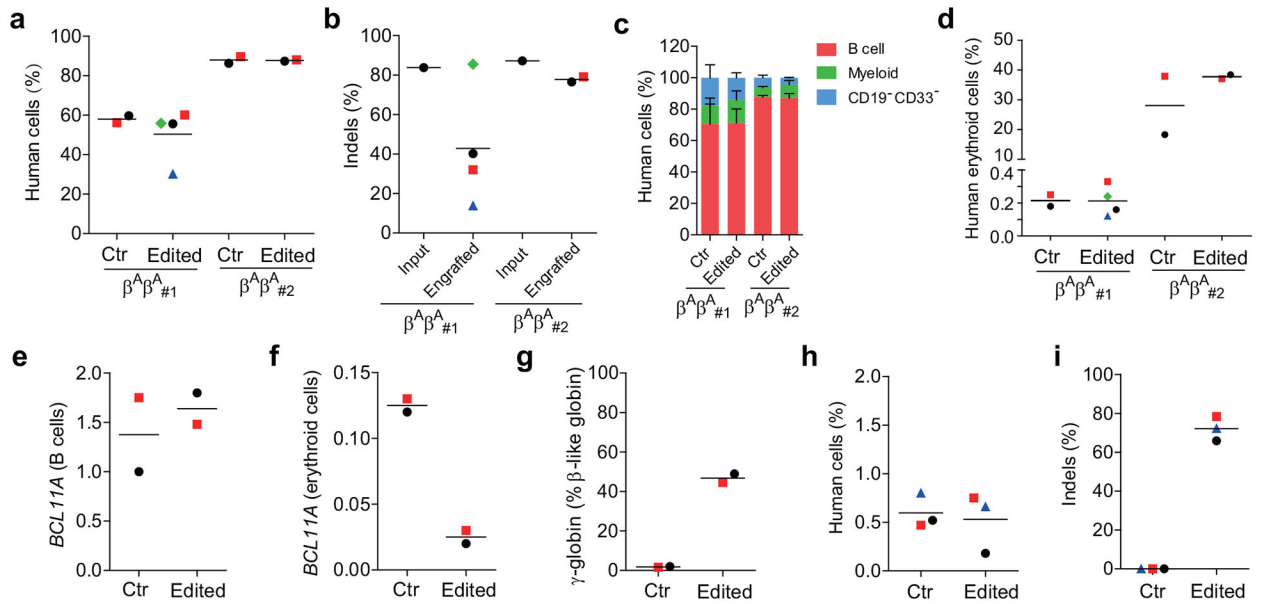 a
Human cells (%)
100
80
60
40
20
0
Ctr Edited Ctr Edited
βᴬβᴬ#1 βᴬβᴬ#2
b
Indels (%)
100
80
60
40
20
0
Input Engrafted Input Engrafted
βᴬβᴬ#1 βᴬβᴬ#2
c
Human cells (%)
120
100
80
60
40
20
0
Ctr Edited Ctr Edited
βᴬβᴬ#1 βᴬβᴬ#2
B cell
Myeloid
CD19⁻CD33⁻
d
Human erythroid cells (%)
50
40
30
20
10
0.4
0.2
0.0
Ctr Edited Ctr Edited
βᴬβᴬ#1 βᴬβᴬ#2
e
BCL11A (B cells)
2.0
1.5
1.0
0.5
0.0
Ctr Edited
f
BCL11A (erythroid cells)
0.15
0.10
0.05
0.00
Ctr Edited
g
γ-globin (% β-like globin)
100
80
60
40
20
0
Ctr Edited
h
Human cells (%)
2.0
1.5
1.0
0.5
0.0
Ctr Edited
i
Indels (%)
100
80
60
40
20
0
Ctr Edited